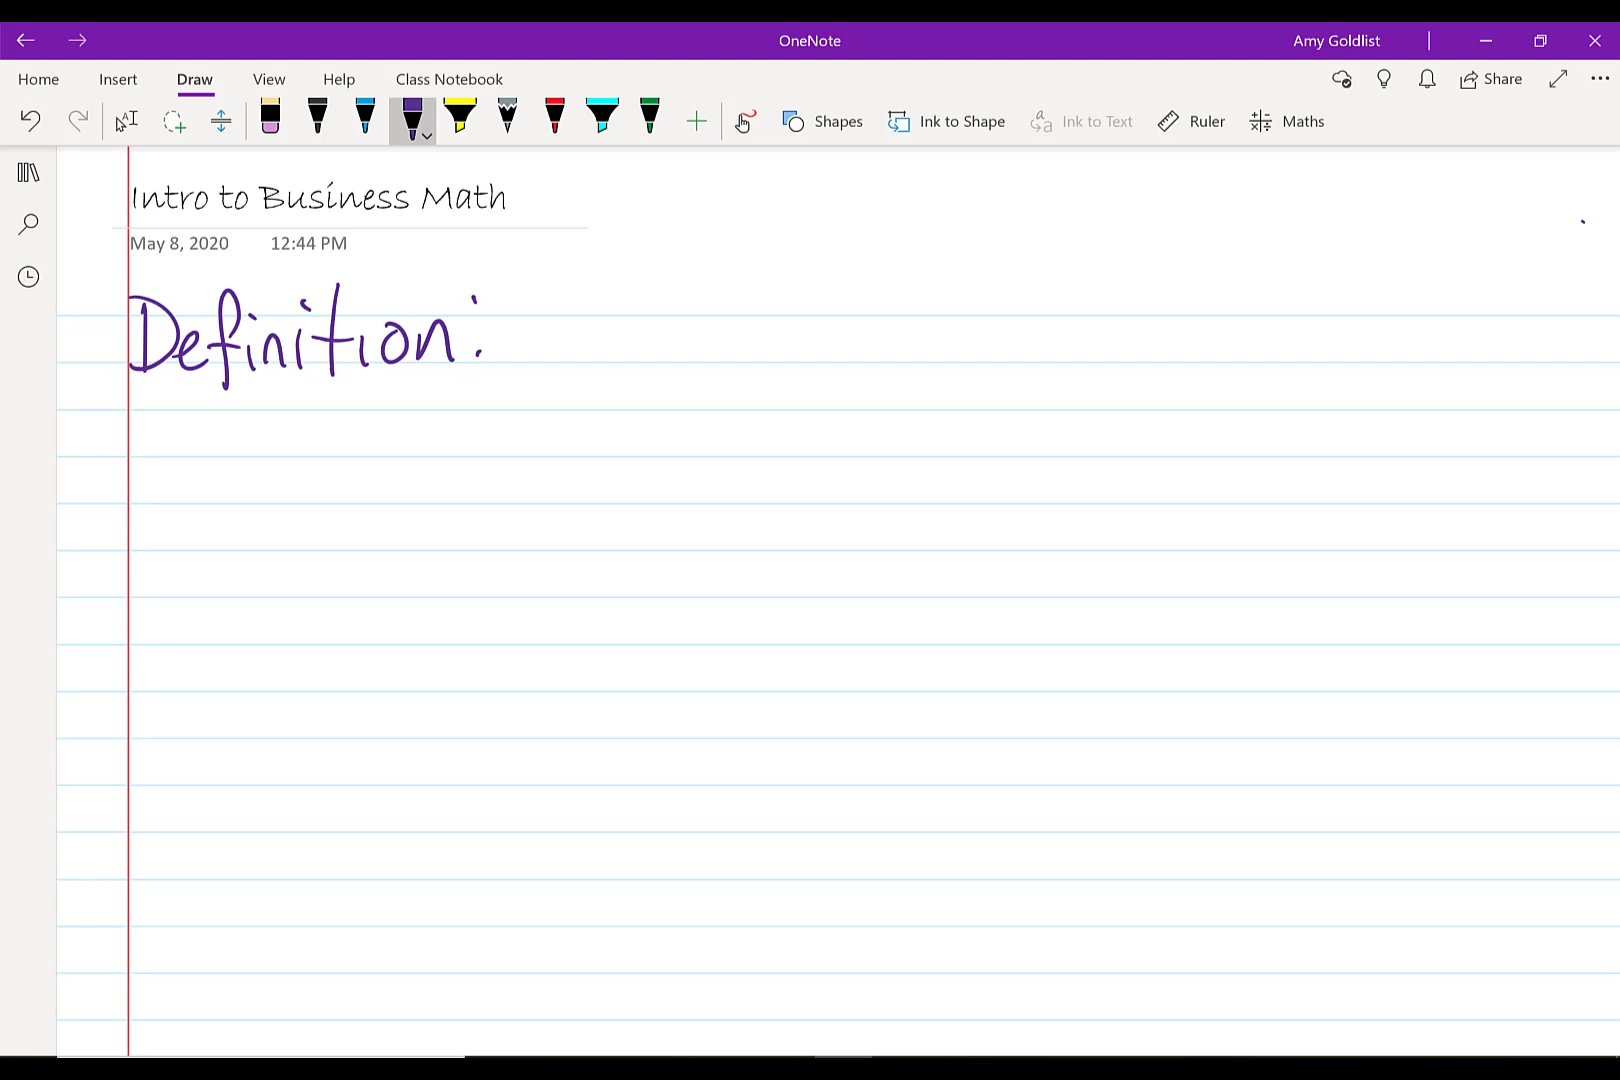 OneNote
Amy Goldlist
Home Insert Draw View Help Class Notebook
Share
Shapes Ink to Shape Ink to Text Ruler Maths
Intro to Business Math
May 8, 2020 12:44 PM
Definition: